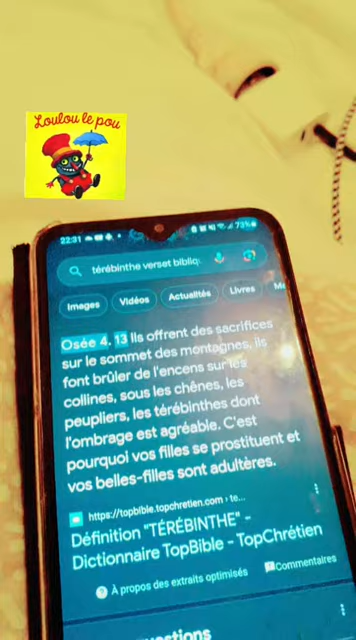 Loulou le pou
22:31
73%
térébinthe verset bibliq
Images
Vidéos
Actualités
Livres
Osée 4, 13 Ils offrent des sacrifices
sur le sommet des montagnes, ils
font brûler de l'encens sur les
collines, sous les chênes, les
peupliers, les térébinthes dont
l'ombrage est agréable. C'est
pourquoi vos filles se prostituent et
vos belles-filles sont adultères.
https://topbible.topchretien.com › te...
Définition "TÉRÉBINTHE" -
Dictionnaire TopBible - TopChrétien
À propos des extraits optimisés
Commentaires